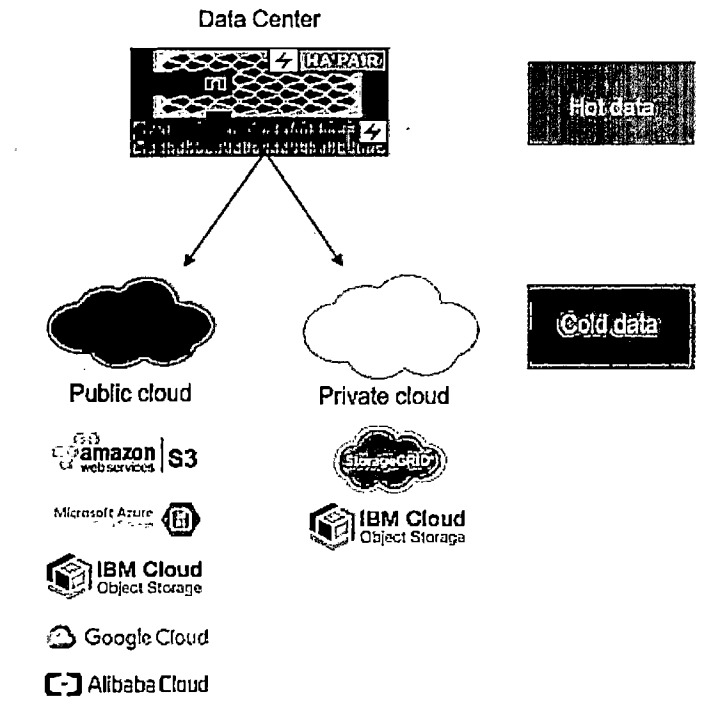 Data Center
HA PAIR
Hot data
Cold data
Public cloud
Private cloud
amazon
web services
S3
StorageGRID
Microsoft Azure
IBM Cloud
Object Storage
IBM Cloud
Object Storage
Google Cloud
Alibaba Cloud